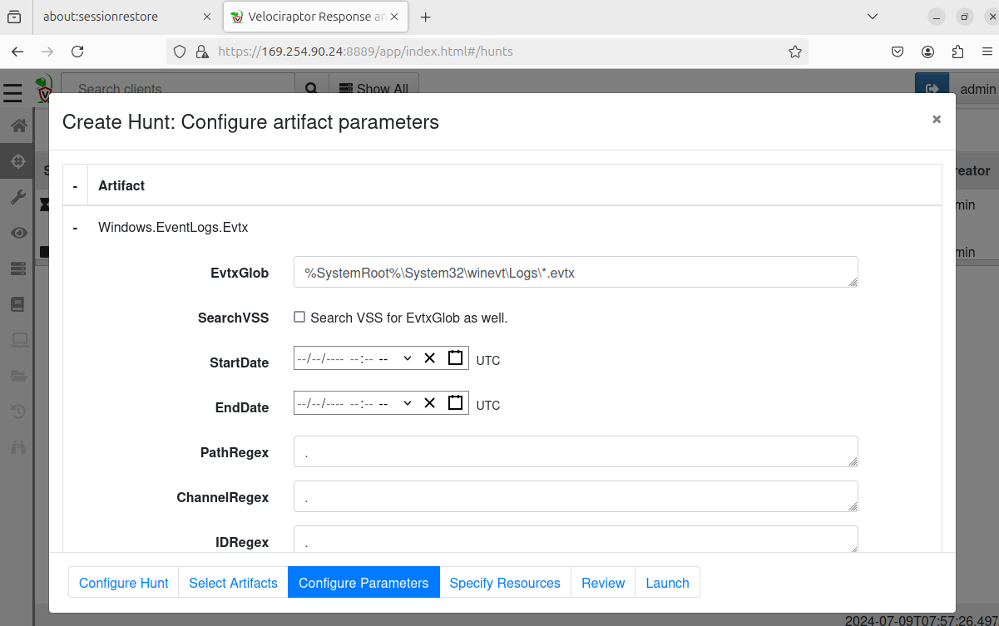 about:sessionrestore
Velociraptor Response an
https://169.254.90.24:8889/app/index.html#/hunts
Search clients
Show All
admin
Create Hunt: Configure artifact parameters
S
reator
min
min
- Artifact
- Windows.EventLogs.Evtx
EvtxGlob %SystemRoot%\System32\winevt\Logs\*.evtx
SearchVSS Search VSS for EvtxGlob as well.
StartDate --/--/---- --:-- -- UTC
EndDate --/--/---- --:-- -- UTC
PathRegex .
ChannelRegex .
IDRegex .
Configure Hunt Select Artifacts Configure Parameters Specify Resources Review Launch
2024-07-09T07:57:26.497